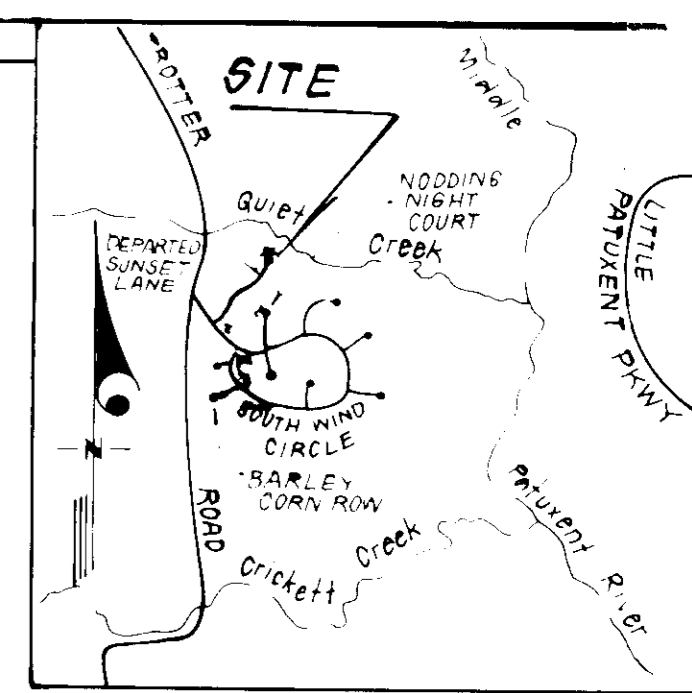 SITE
TROTTER
Middle
NODDING
NIGHT
COURT
Quiet
Creek
DEPARTED
SUNSET
LANE
LITTLE
PATUXENT PKWY
SOUTH WIND
CIRCLE
BARLEY
CORN ROW
ROAD
N
Crickett Creek
Patuxent River